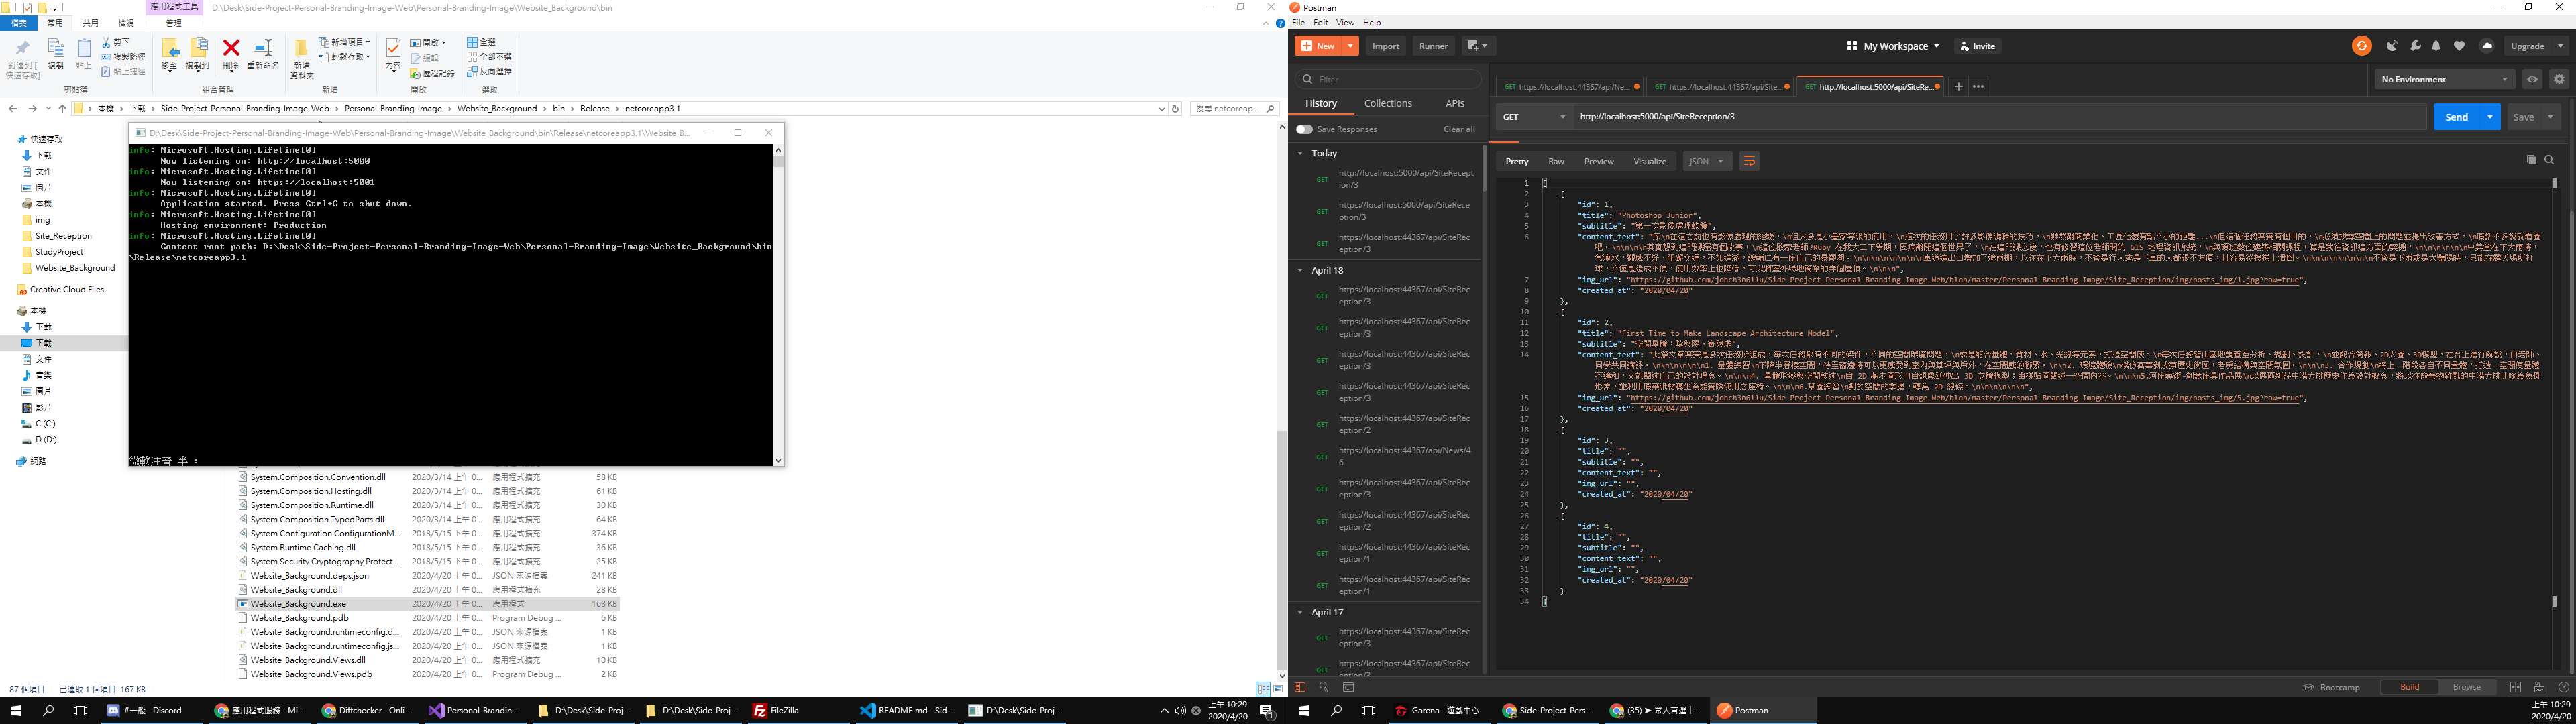 應用程式工具
D:\Desk\Side-Project-Personal-Branding-Image-Web\Personal-Branding-Image\Website_Background\bin
檔案
常用
共用
檢視
管理
釘選到 [快速存取]
複製
貼上
剪下
複製路徑
貼上捷徑
移至
複製到
刪除
重新命名
新增資料夾
新增項目
輕鬆存取
內容
開啟
編輯
歷程記錄
全選
全部不選
反向選擇
剪貼簿
組合管理
新增
開啟
選取
本機 > 下載 > Side-Project-Personal-Branding-Image-Web > Personal-Branding-Image > Website_Background > bin > Release > netcoreapp3.1
搜尋 netcoreap...
快速存取
下載
文件
圖片
本機
img
Site_Reception
StudyProject
Website_Background
Creative Cloud Files
本機
下載
下載
文件
音樂
圖片
影片
C (C:)
D (D:)
網路
D:\Desk\Side-Project-Personal-Branding-Image-Web\Personal-Branding-Image\Website_Background\bin\Release\netcoreapp3.1\Website_B...
info: Microsoft.Hosting.Lifetime[0]
Now listening on: http://localhost:5000
info: Microsoft.Hosting.Lifetime[0]
Now listening on: https://localhost:5001
info: Microsoft.Hosting.Lifetime[0]
Application started. Press Ctrl+C to shut down.
info: Microsoft.Hosting.Lifetime[0]
Hosting environment: Production
info: Microsoft.Hosting.Lifetime[0]
Content root path: D:\Desk\Side-Project-Personal-Branding-Image-Web\Personal-Branding-Image\Website_Background\bin
\Release\netcoreapp3.1
微軟注音 半 :
System.Composition.Convention.dll 2020/3/14 上午 0... 應用程式擴充 58 KB
System.Composition.Hosting.dll 2020/3/14 上午 0... 應用程式擴充 61 KB
System.Composition.Runtime.dll 2020/3/14 上午 0... 應用程式擴充 30 KB
System.Composition.TypedParts.dll 2020/3/14 上午 0... 應用程式擴充 64 KB
System.Configuration.ConfigurationM... 2018/5/15 下午 0... 應用程式擴充 374 KB
System.Runtime.Caching.dll 2018/5/15 下午 0... 應用程式擴充 36 KB
System.Security.Cryptography.Protect... 2018/5/15 下午 0... 應用程式擴充 25 KB
Website_Background.deps.json 2020/4/20 上午 0... JSON 來源檔案 241 KB
Website_Background.dll 2020/4/20 上午 0... 應用程式擴充 28 KB
Website_Background.exe 2020/4/20 上午 0... 應用程式 168 KB
Website_Background.pdb 2020/4/20 上午 0... Program Debug ... 6 KB
Website_Background.runtimeconfig.d... 2020/4/20 上午 0... JSON 來源檔案 1 KB
Website_Background.runtimeconfig.js... 2020/4/20 上午 0... JSON 來源檔案 1 KB
Website_Background.Views.dll 2020/4/20 上午 0... 應用程式擴充 10 KB
Website_Background.Views.pdb 2020/4/20 上午 0... Program Debug ... 2 KB
87 個項目 已選取 1 個項目 167 KB
#一般 - Discord
應用程式服務 - Mi...
Diffchecker - Onli...
Personal-Brandin...
D:\Desk\Side-Proj...
D:\Desk\Side-Proj...
FileZilla
README.md - Sid...
D:\Desk\Side-Proj...
上午 10:29
2020/4/20
Postman
File Edit View Help
New
Import
Runner
My Workspace
Invite
Upgrade
Filter
History
Collections
APIs
Save Responses
Clear all
Today
GET http://localhost:5000/api/SiteReception/3
GET https://localhost:5000/api/SiteReception/3
GET http://localhost:5000/api/SiteReception/3
April 18
GET https://localhost:44367/api/SiteReception/3
GET https://localhost:44367/api/SiteReception/3
GET https://localhost:44367/api/SiteReception/3
GET https://localhost:44367/api/SiteReception/3
GET https://localhost:44367/api/SiteReception/2
GET https://localhost:44367/api/News/46
GET https://localhost:44367/api/SiteReception/3
GET https://localhost:44367/api/SiteReception/2
GET https://localhost:44367/api/SiteReception/1
GET https://localhost:44367/api/SiteReception/1
April 17
GET https://localhost:44367/api/SiteReception/3
GET https://localhost:44367/api/SiteReception/3
GET https://localhost:44367/api/Ne...
GET https://localhost:44367/api/Site...
GET http://localhost:5000/api/SiteRe...
No Environment
GET
http://localhost:5000/api/SiteReception/3
Send
Save
Pretty Raw Preview Visualize JSON
1 [
2 {
3 "id": 1,
4 "title": "Photoshop Junior",
5 "subtitle": "第一次影像處理軟體",
6 "content_text":
7 "img_url": "https://github.com/johch3n611u/Side-Project-Personal-Branding-Image-Web/blob/master/Personal-Branding-Image/Site_Reception/img/posts_img/1.jpg?raw=true",
8 "created_at": "2020/04/20"
9 },
10 {
11 "id": 2,
12 "title": "First Time to Make Landscape Architecture Model",
13 "subtitle": "空間量體：陰與陽、實與虛",
14 "content_text":
15 "img_url": "https://github.com/johch3n611u/Side-Project-Personal-Branding-Image-Web/blob/master/Personal-Branding-Image/Site_Reception/img/posts_img/5.jpg?raw=true",
16 "created_at": "2020/04/20"
17 },
18 {
19 "id": 3,
20 "title": "",
21 "subtitle": "",
22 "content_text": "",
23 "img_url": "",
24 "created_at": "2020/04/20"
25 },
26 {
27 "id": 4,
28 "title": "",
29 "subtitle": "",
30 "content_text": "",
31 "img_url": "",
32 "created_at": "2020/04/20"
33 }
34 ]
Bootcamp
Build
Browse
Garena - 遊戲中心
Side-Project-Pers...
(35) ➤ 眾人首選｜...
Postman
上午 10:29
2020/4/20